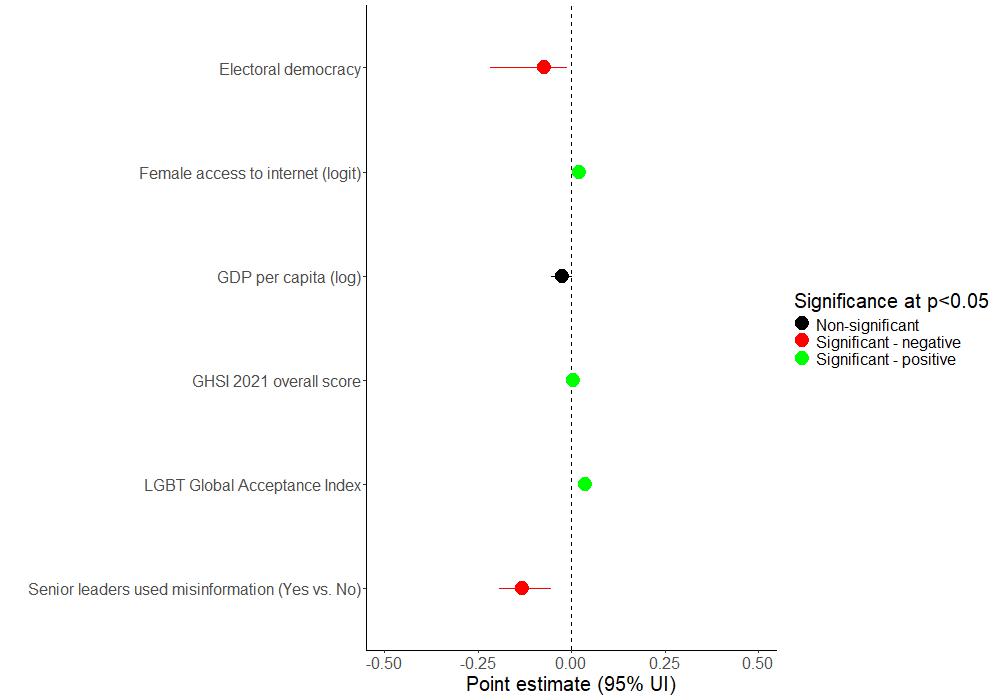 Electoral democracy
Female access to internet (logit)
GDP per capita (log)
GHSI 2021 overall score
LGBT Global Acceptance Index
Senior leaders used misinformation (Yes vs. No)
-0.50 -0.25 0.00 0.25 0.50
Point estimate (95% UI)
Significance at p<0.05
Non-significant
Significant - negative
Significant - positive